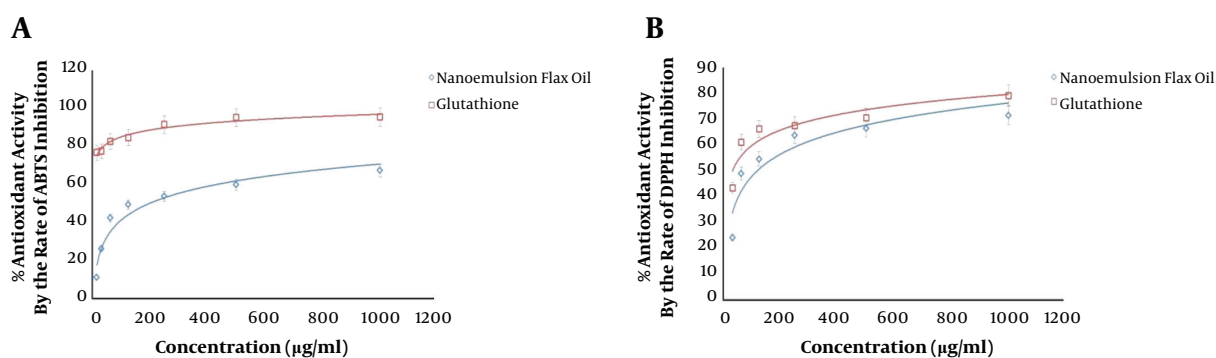 A
% Antioxidant Activity
By the Rate of ABTS Inhibition
120
100
80
60
40
20
0
0 200 400 600 800 1000 1200
Concentration (µg/ml)
Nanoemulsion Flax Oil
Glutathione
B
% Antioxidant Activity
By the Rate of DPPH Inhibition
90
80
70
60
50
40
30
20
10
0
0 200 400 600 800 1000 1200
Concentration (µg/ml)
Nanoemulsion Flax Oil
Glutathione